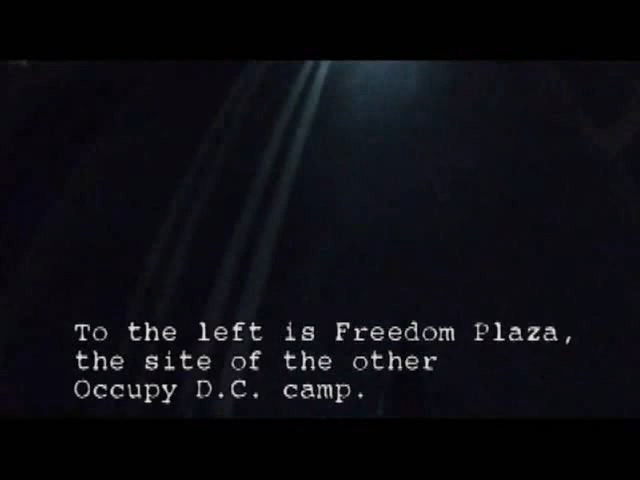 To the left is Freedom Plaza,
the site of the other
Occupy D.C. camp.